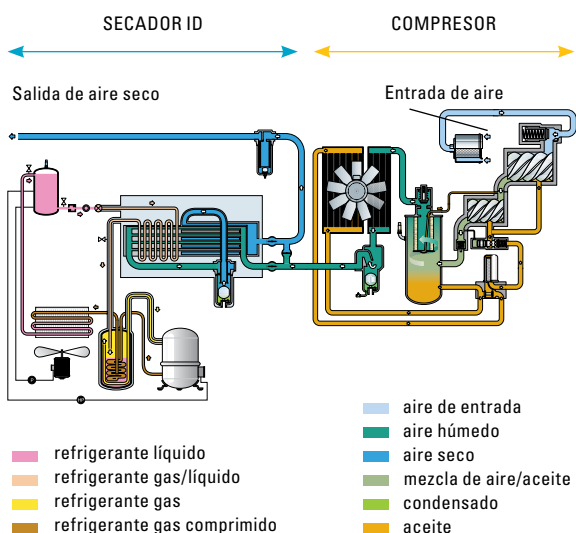 SECADOR ID
COMPRESOR
Salida de aire seco
Entrada de aire
refrigerante líquido
refrigerante gas/líquido
refrigerante gas
refrigerante gas comprimido
aire de entrada
aire húmedo
aire seco
mezcla de aire/aceite
condensado
aceite